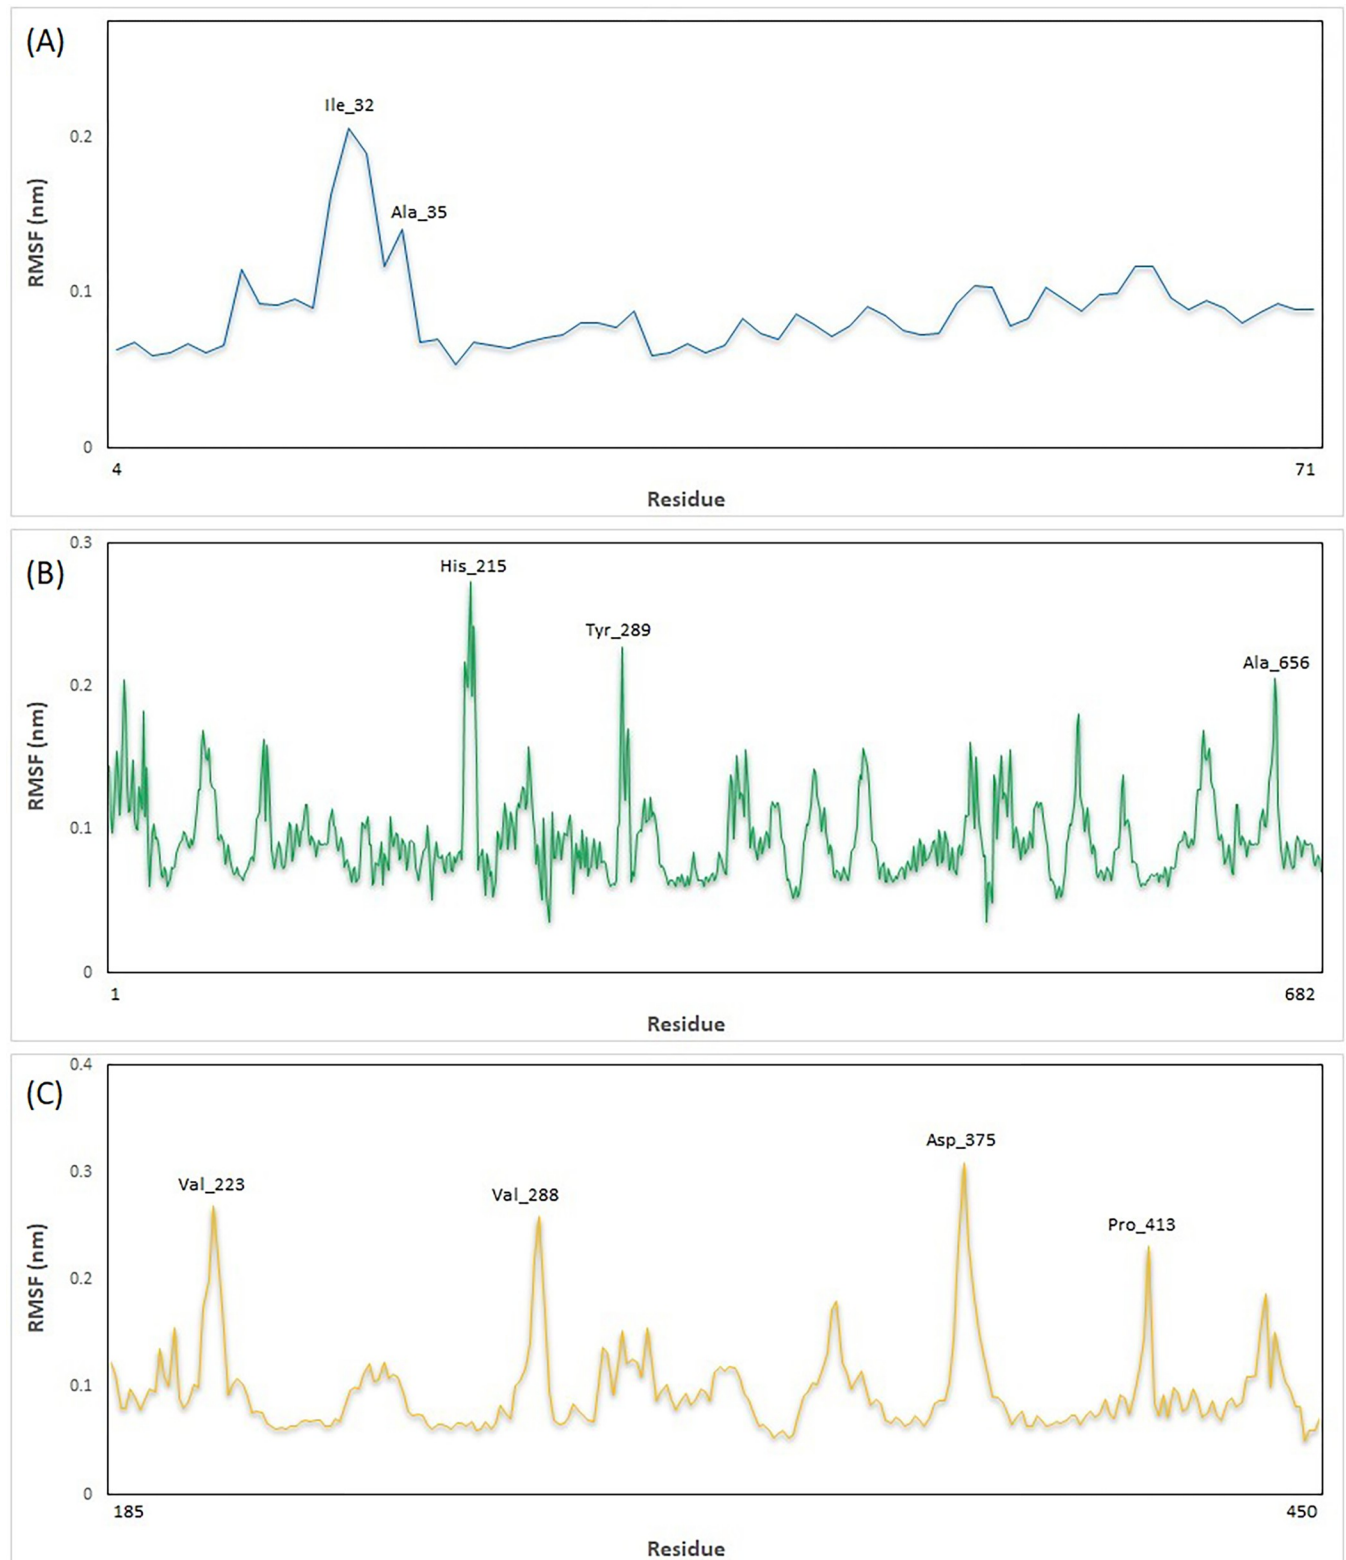 (A)
Ile_32
0.2
Ala_35
RMSF (nm)
0.1
0
4 71
Residue
0.3
(B)
His_215
Tyr_289
Ala_656
0.2
RMSF (nm)
0.1
0
1 682
Residue
0.4
(C)
Asp_375
0.3
Val_223
Val_288
Pro_413
0.2
RMSF (nm)
0.1
0
185 450
Residue